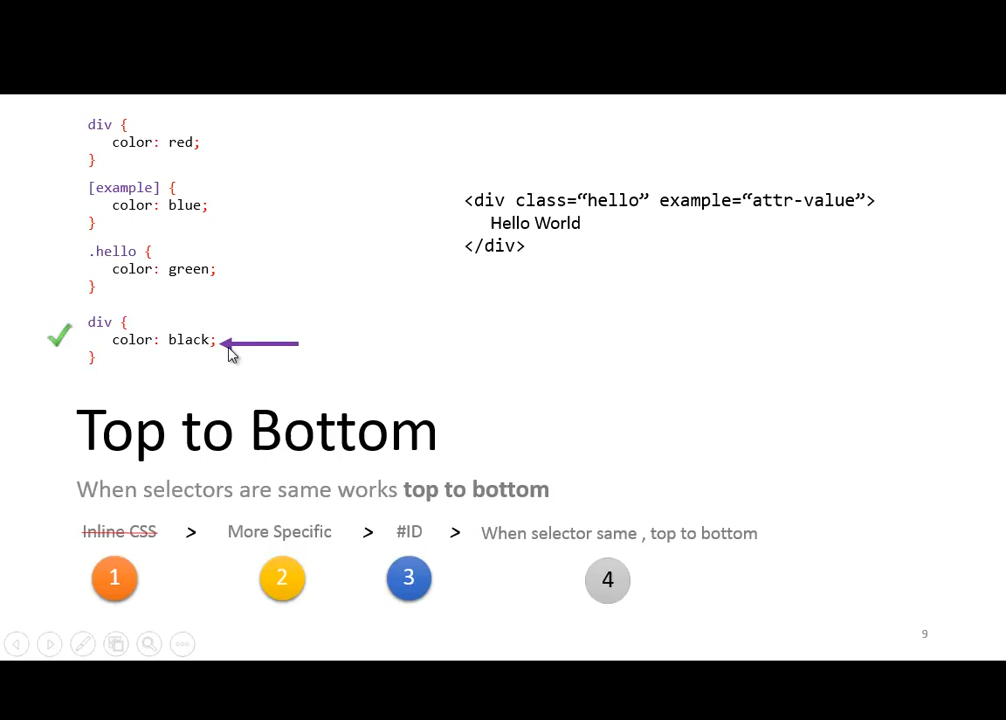 div {
color: red;
}
[example] {
color: blue;
}
.hello {
color: green;
}
div {
color: black;
}
<div class=“hello” example=“attr-value”>
Hello World
</div>
Top to Bottom
When selectors are same works top to bottom
Inline CSS > More Specific > #ID > When selector same , top to bottom
1 2 3 4
9